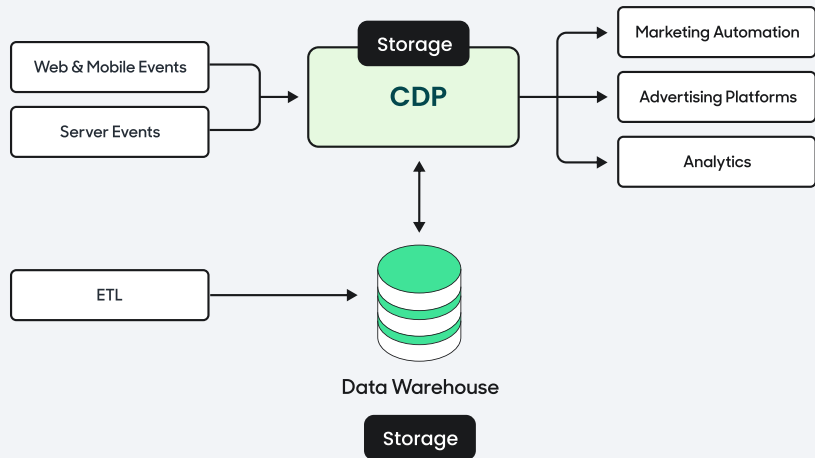 Storage
CDP
Web & Mobile Events
Server Events
Marketing Automation
Advertising Platforms
Analytics
ETL
Data Warehouse
Storage